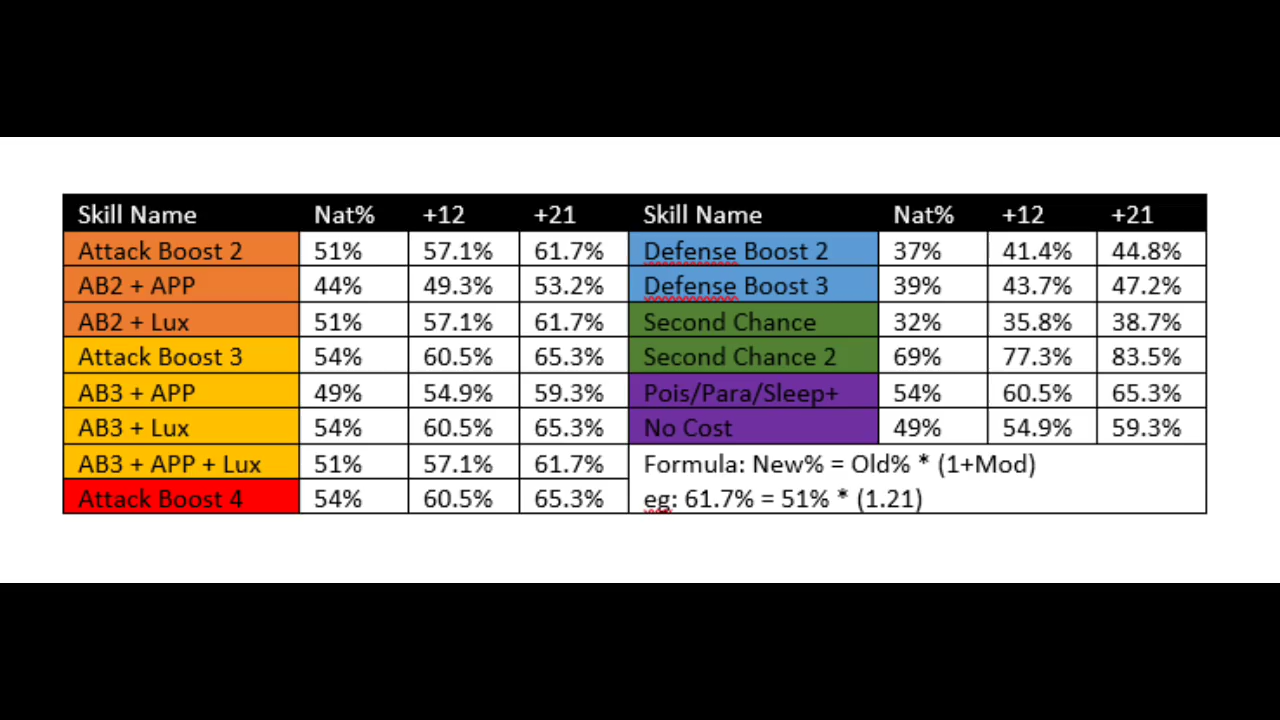 Skill Name Nat% +12 +21 Skill Name Nat% +12 +21
Attack Boost 2 51% 57.1% 61.7% Defense Boost 2 37% 41.4% 44.8%
AB2 + APP 44% 49.3% 53.2% Defense Boost 3 39% 43.7% 47.2%
AB2 + Lux 51% 57.1% 61.7% Second Chance 32% 35.8% 38.7%
Attack Boost 3 54% 60.5% 65.3% Second Chance 2 69% 77.3% 83.5%
AB3 + APP 49% 54.9% 59.3% Pois/Para/Sleep+ 54% 60.5% 65.3%
AB3 + Lux 54% 60.5% 65.3% No Cost 49% 54.9% 59.3%
AB3 + APP + Lux 51% 57.1% 61.7% Formula: New% = Old% * (1+Mod)
Attack Boost 4 54% 60.5% 65.3% eg: 61.7% = 51% * (1.21)